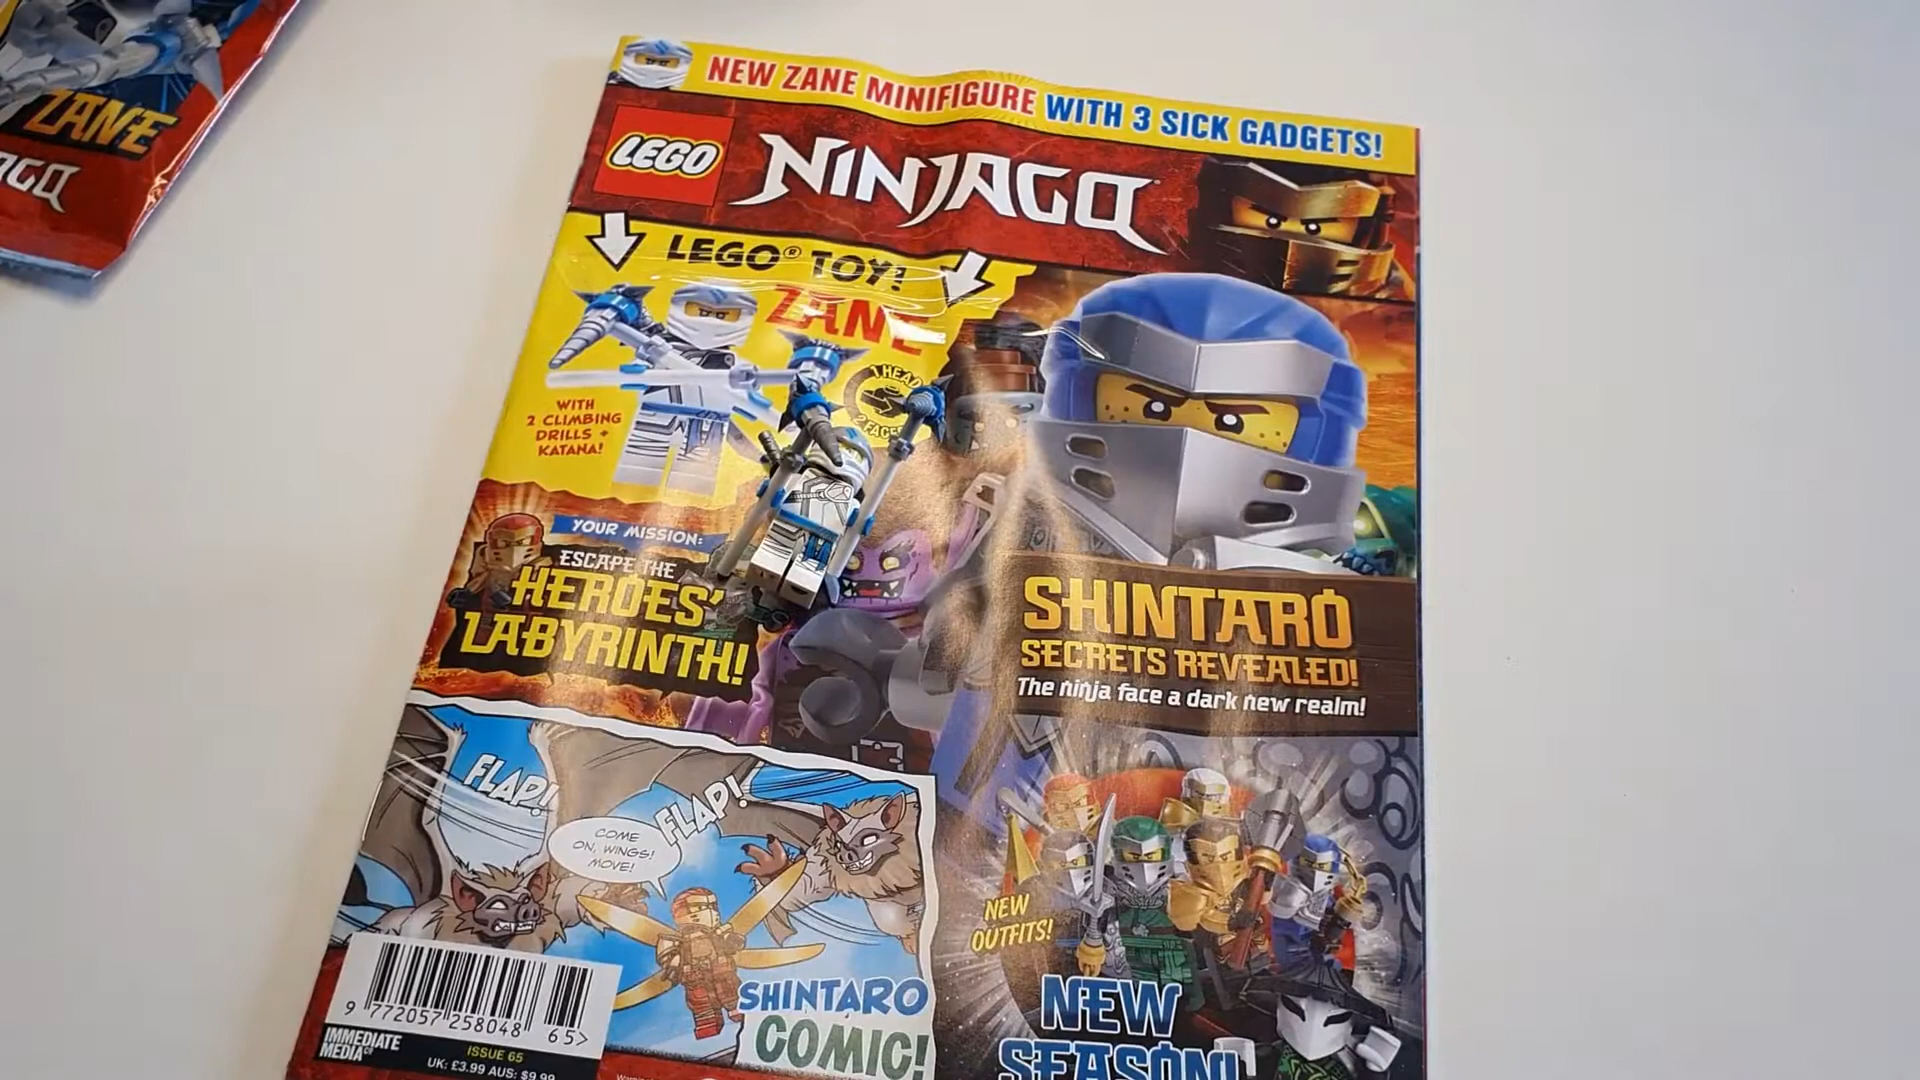 ZANE
NEW ZANE MINIFIGURE WITH 3 SICK GADGETS!
LEGO
NINJAGO
LEGO® TOY!
ZANE
1 HEAD
WITH
2 CLIMBING
DRILLS +
KATANA!
YOUR MISSION:
ESCAPE THE
HEROES'
LABYRINTH!
SHINTARO
SECRETS REVEALED!
The ninja face a dark new realm!
FLAP!
FLAP!
COME
ON, WINGS!
MOVE!
SHINTARO
COMIC!
NEW
OUTFITS!
NEW
SEASON!
9 772057 258048 65>
IMMEDIATE
MEDIA CO
ISSUE 65
UK: £3.99 AUS: $9.99